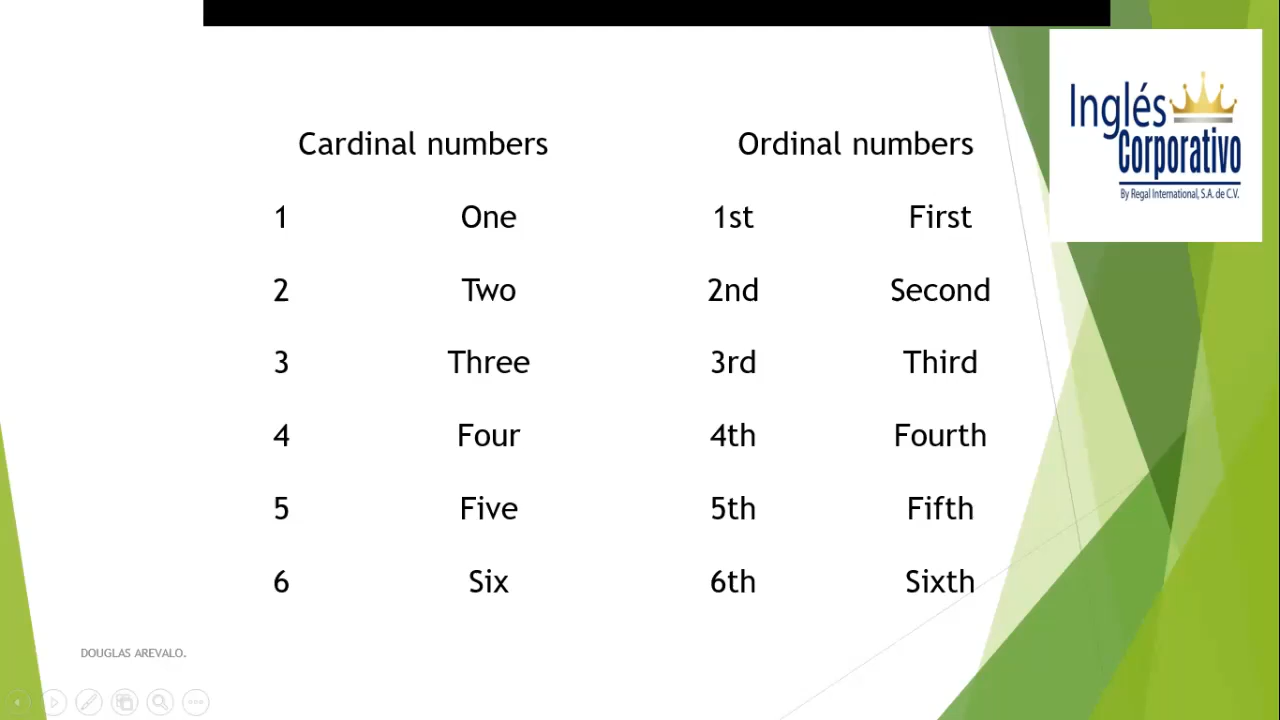 Cardinal numbers Ordinal numbers
1 One 1st First
2 Two 2nd Second
3 Three 3rd Third
4 Four 4th Fourth
5 Five 5th Fifth
6 Six 6th Sixth
Inglés
Corporativo
By Regal International, S.A. de C.V.
DOUGLAS AREVALO.